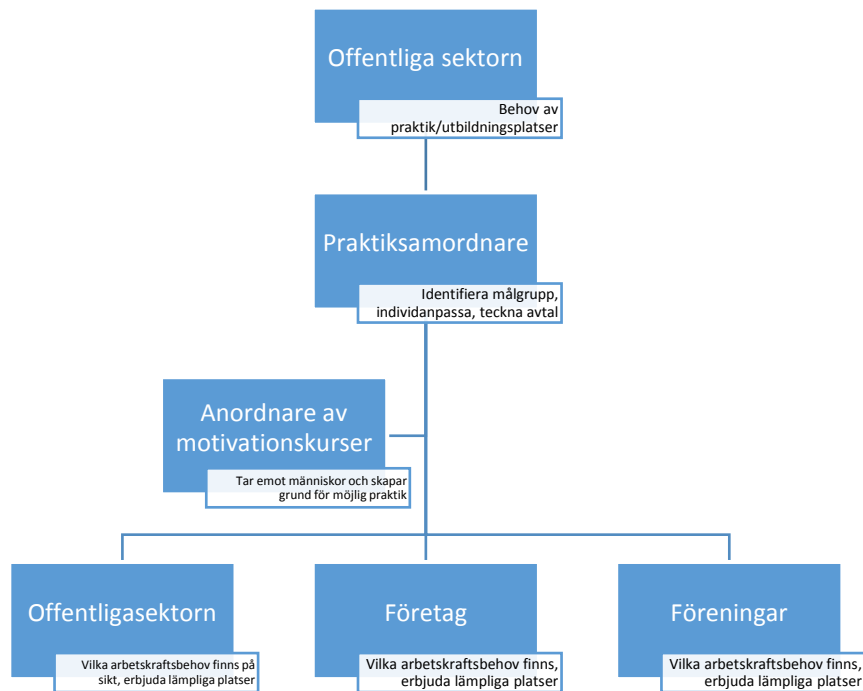 Offentliga sektorn
Behov av
praktik/utbildningsplatser
Praktiksamordnare
Identifiera målgrupp,
individanpassa, teckna avtal
Anordnare av
motivationskurser
Tar emot människor och skapar
grund för möjlig praktik
Offentligasektorn
Vilka arbetskraftsbehov finns på
sikt, erbjuda lämpliga platser
Företag
Vilka arbetskraftsbehov finns,
erbjuda lämpliga platser
Föreningar
Vilka arbetskraftsbehov finns,
erbjuda lämpliga platser